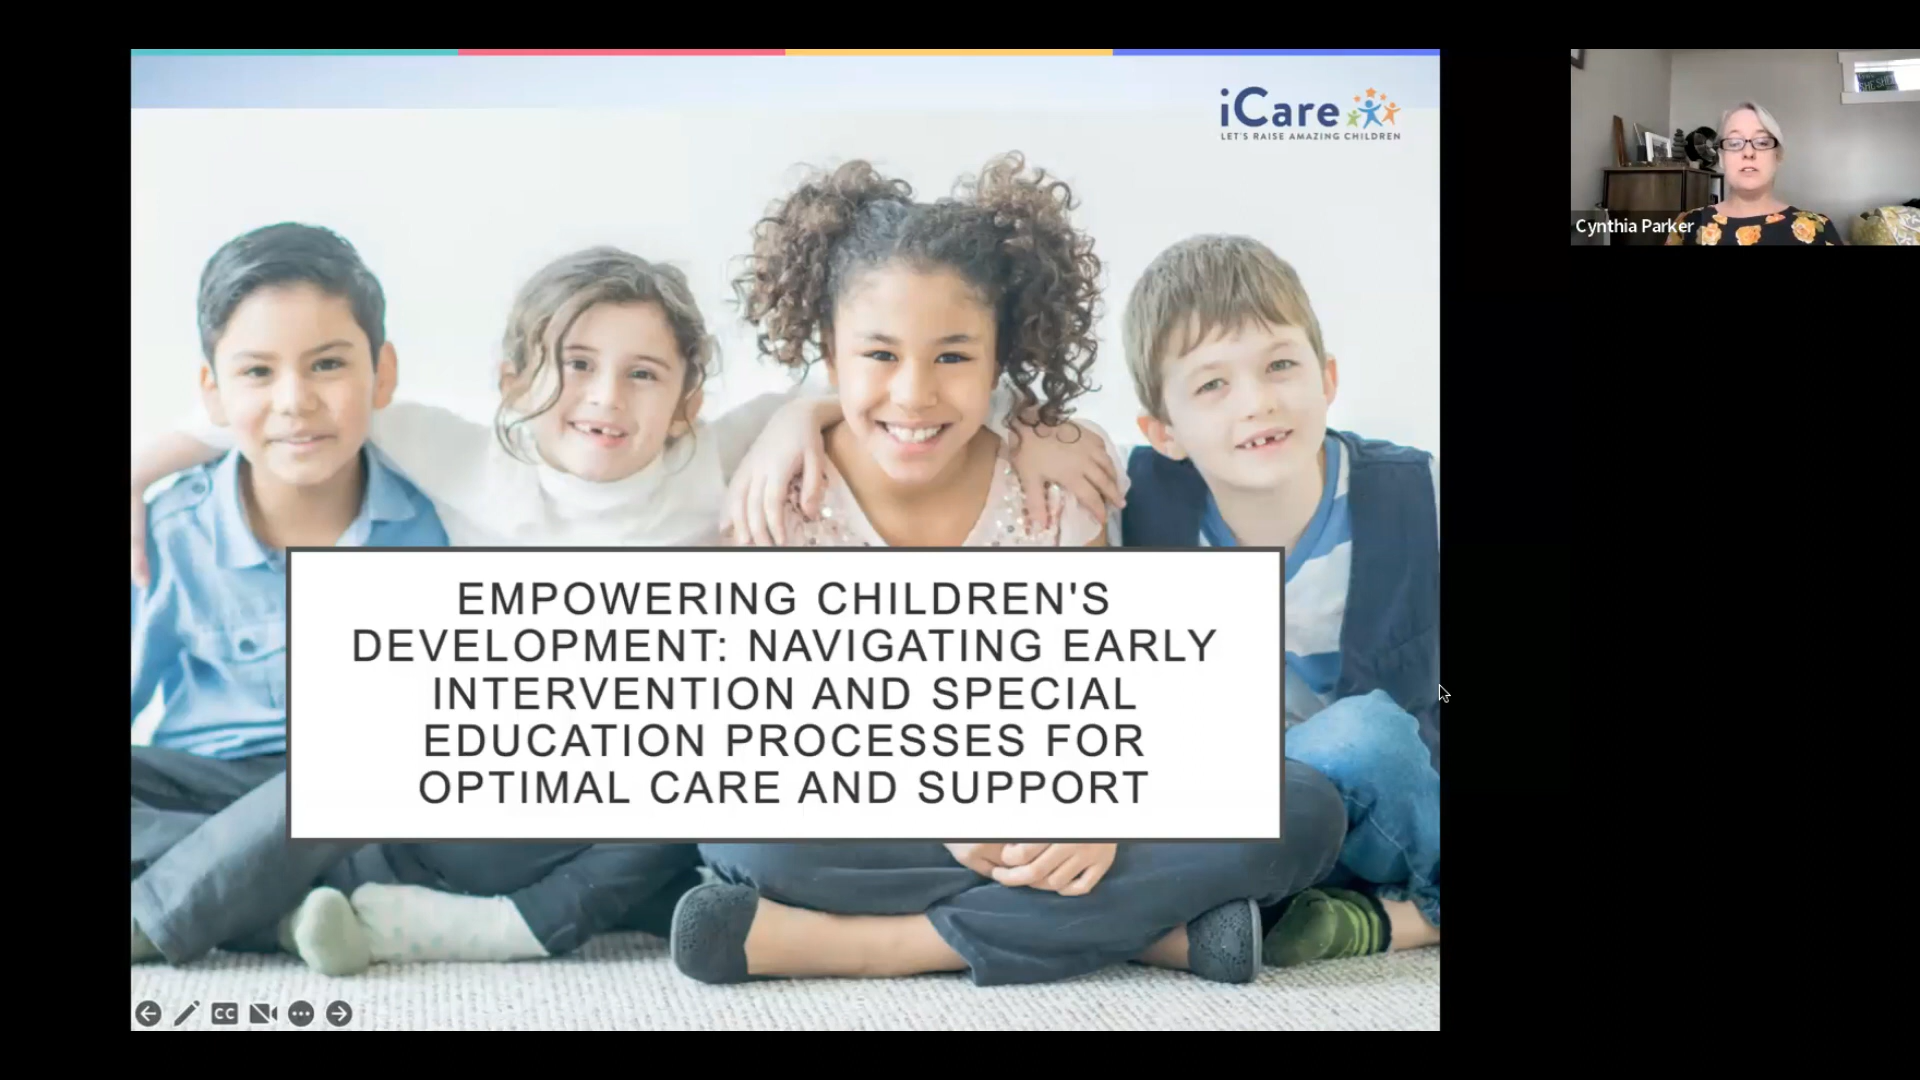 iCare
LET'S RAISE AMAZING CHILDREN
EMPOWERING CHILDREN'S
DEVELOPMENT: NAVIGATING EARLY
INTERVENTION AND SPECIAL
EDUCATION PROCESSES FOR
OPTIMAL CARE AND SUPPORT
CC
Cynthia Parker